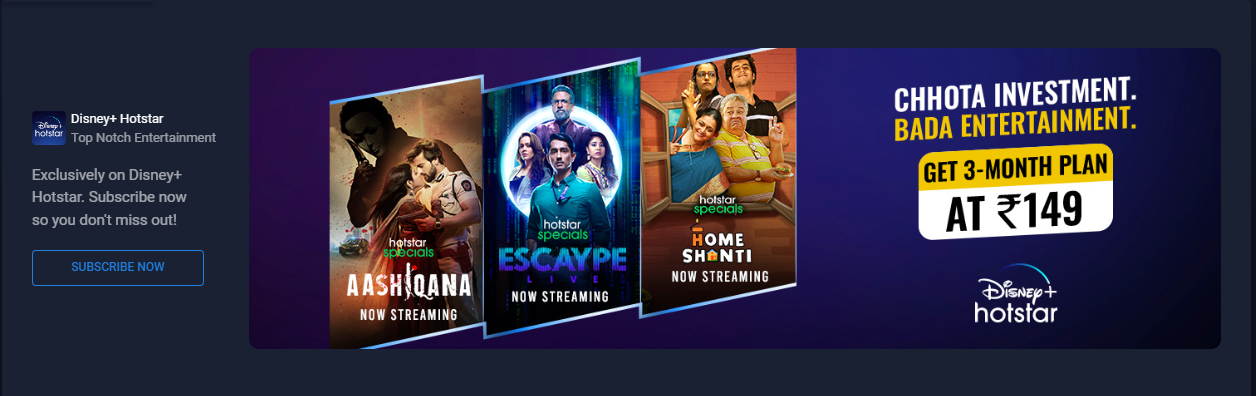 Disney+
hotstar
Disney+ Hotstar
Top Notch Entertainment
Exclusively on Disney+
Hotstar. Subscribe now
so you don't miss out!
SUBSCRIBE NOW
hotstar
specials
AASHIQANA
NOW STREAMING
hotstar
specials
ESCAYPE
LIVE
NOW STREAMING
hotstar
specials
HOME
SHANTI
NOW STREAMING
CHHOTA INVESTMENT.
BADA ENTERTAINMENT.
GET 3-MONTH PLAN
AT ₹149
Disney+
hotstar